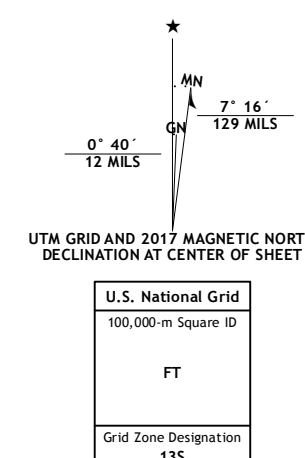 ★
MN
7° 16´
129 MILS
GN
0° 40´
12 MILS
UTM GRID AND 2017 MAGNETIC NORT
DECLINATION AT CENTER OF SHEET
U.S. National Grid
100,000-m Square ID
FT
Grid Zone Designation
13S